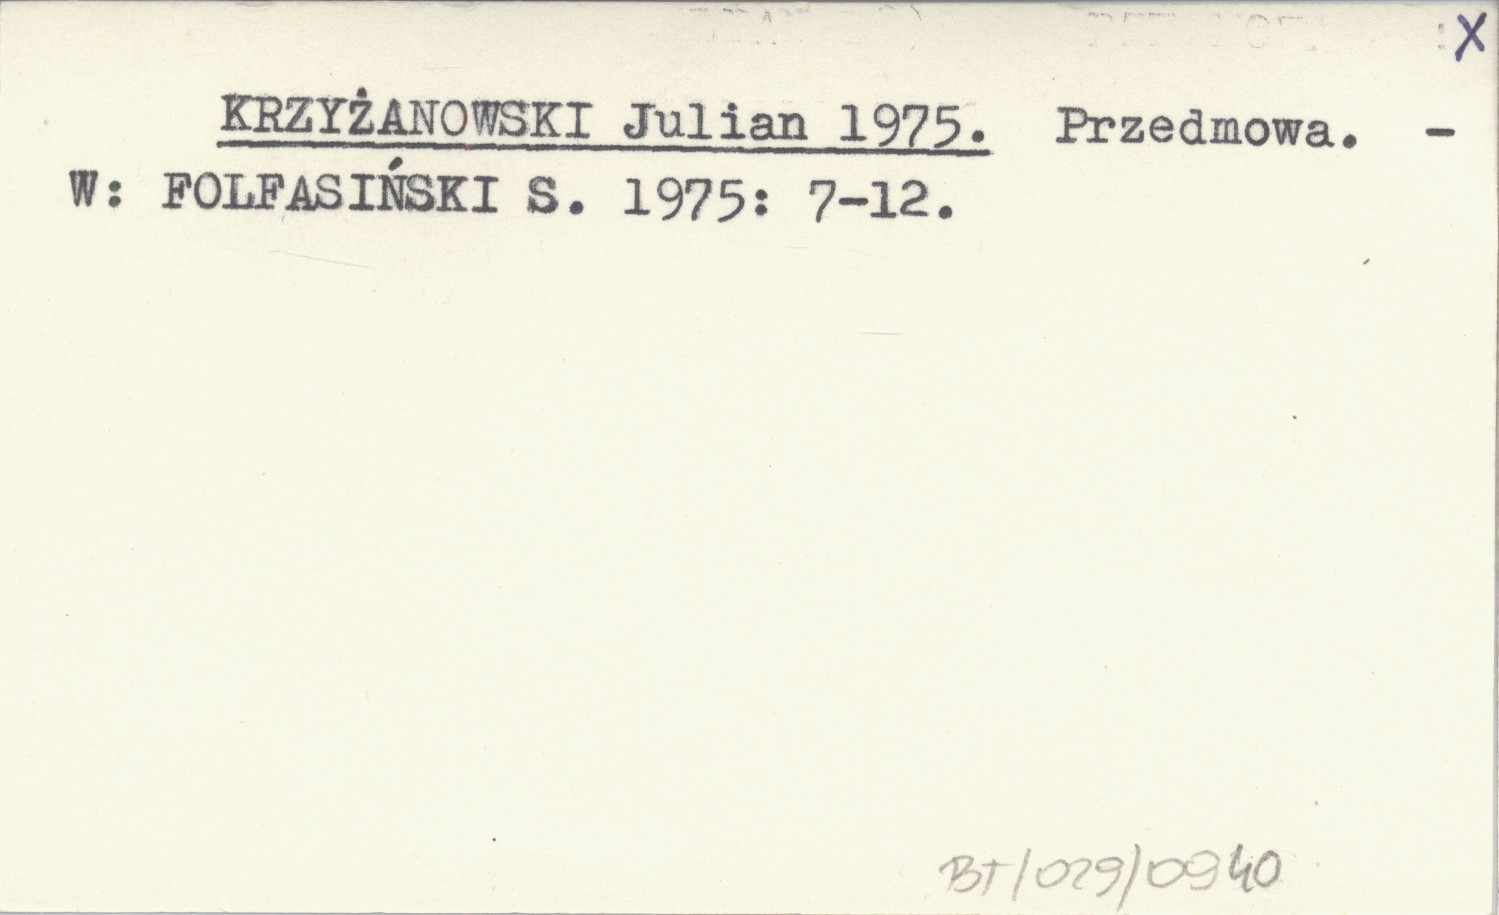 X
KRZYŻANOWSKI Julian 1975. Przedmowa. -
W: FOLFASIŃSKI S. 1975: 7-12.
BT/029/0940